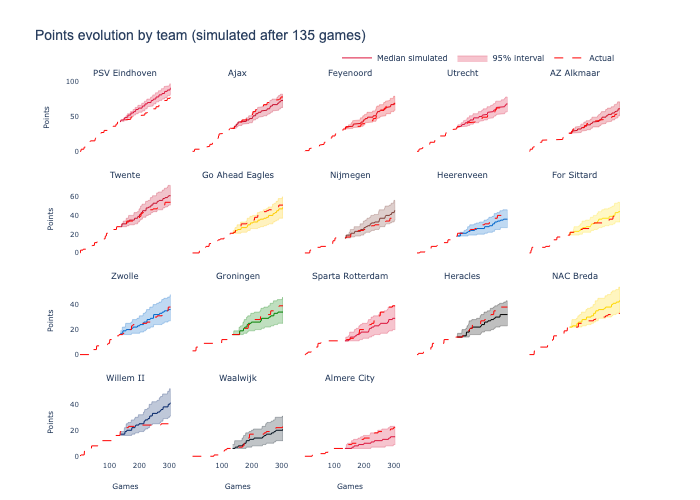 Points evolution by team (simulated after 135 games)
Median simulated 95% interval Actual
PSV Eindhoven Ajax Feyenoord Utrecht AZ Alkmaar
100
50
0
Points
Twente Go Ahead Eagles Nijmegen Heerenveen For Sittard
60
40
20
0
Points
Zwolle Groningen Sparta Rotterdam Heracles NAC Breda
40
20
0
Points
Willem II Waalwijk Almere City
40
20
0
Points
100 200 300 100 200 300 100 200 300
Games Games Games